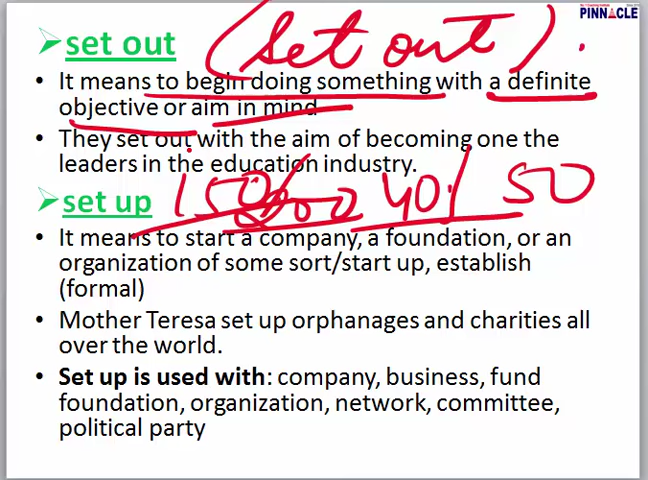 PINNACLE
set out (set out).
• It means to begin doing something with a definite
objective or aim in mind
• They set out with the aim of becoming one the
leaders in the education industry.
set up 40% 50
• It means to start a company, a foundation, or an
organization of some sort/start up, establish
(formal)
• Mother Teresa set up orphanages and charities all
over the world.
• Set up is used with: company, business, fund
foundation, organization, network, committee,
political party